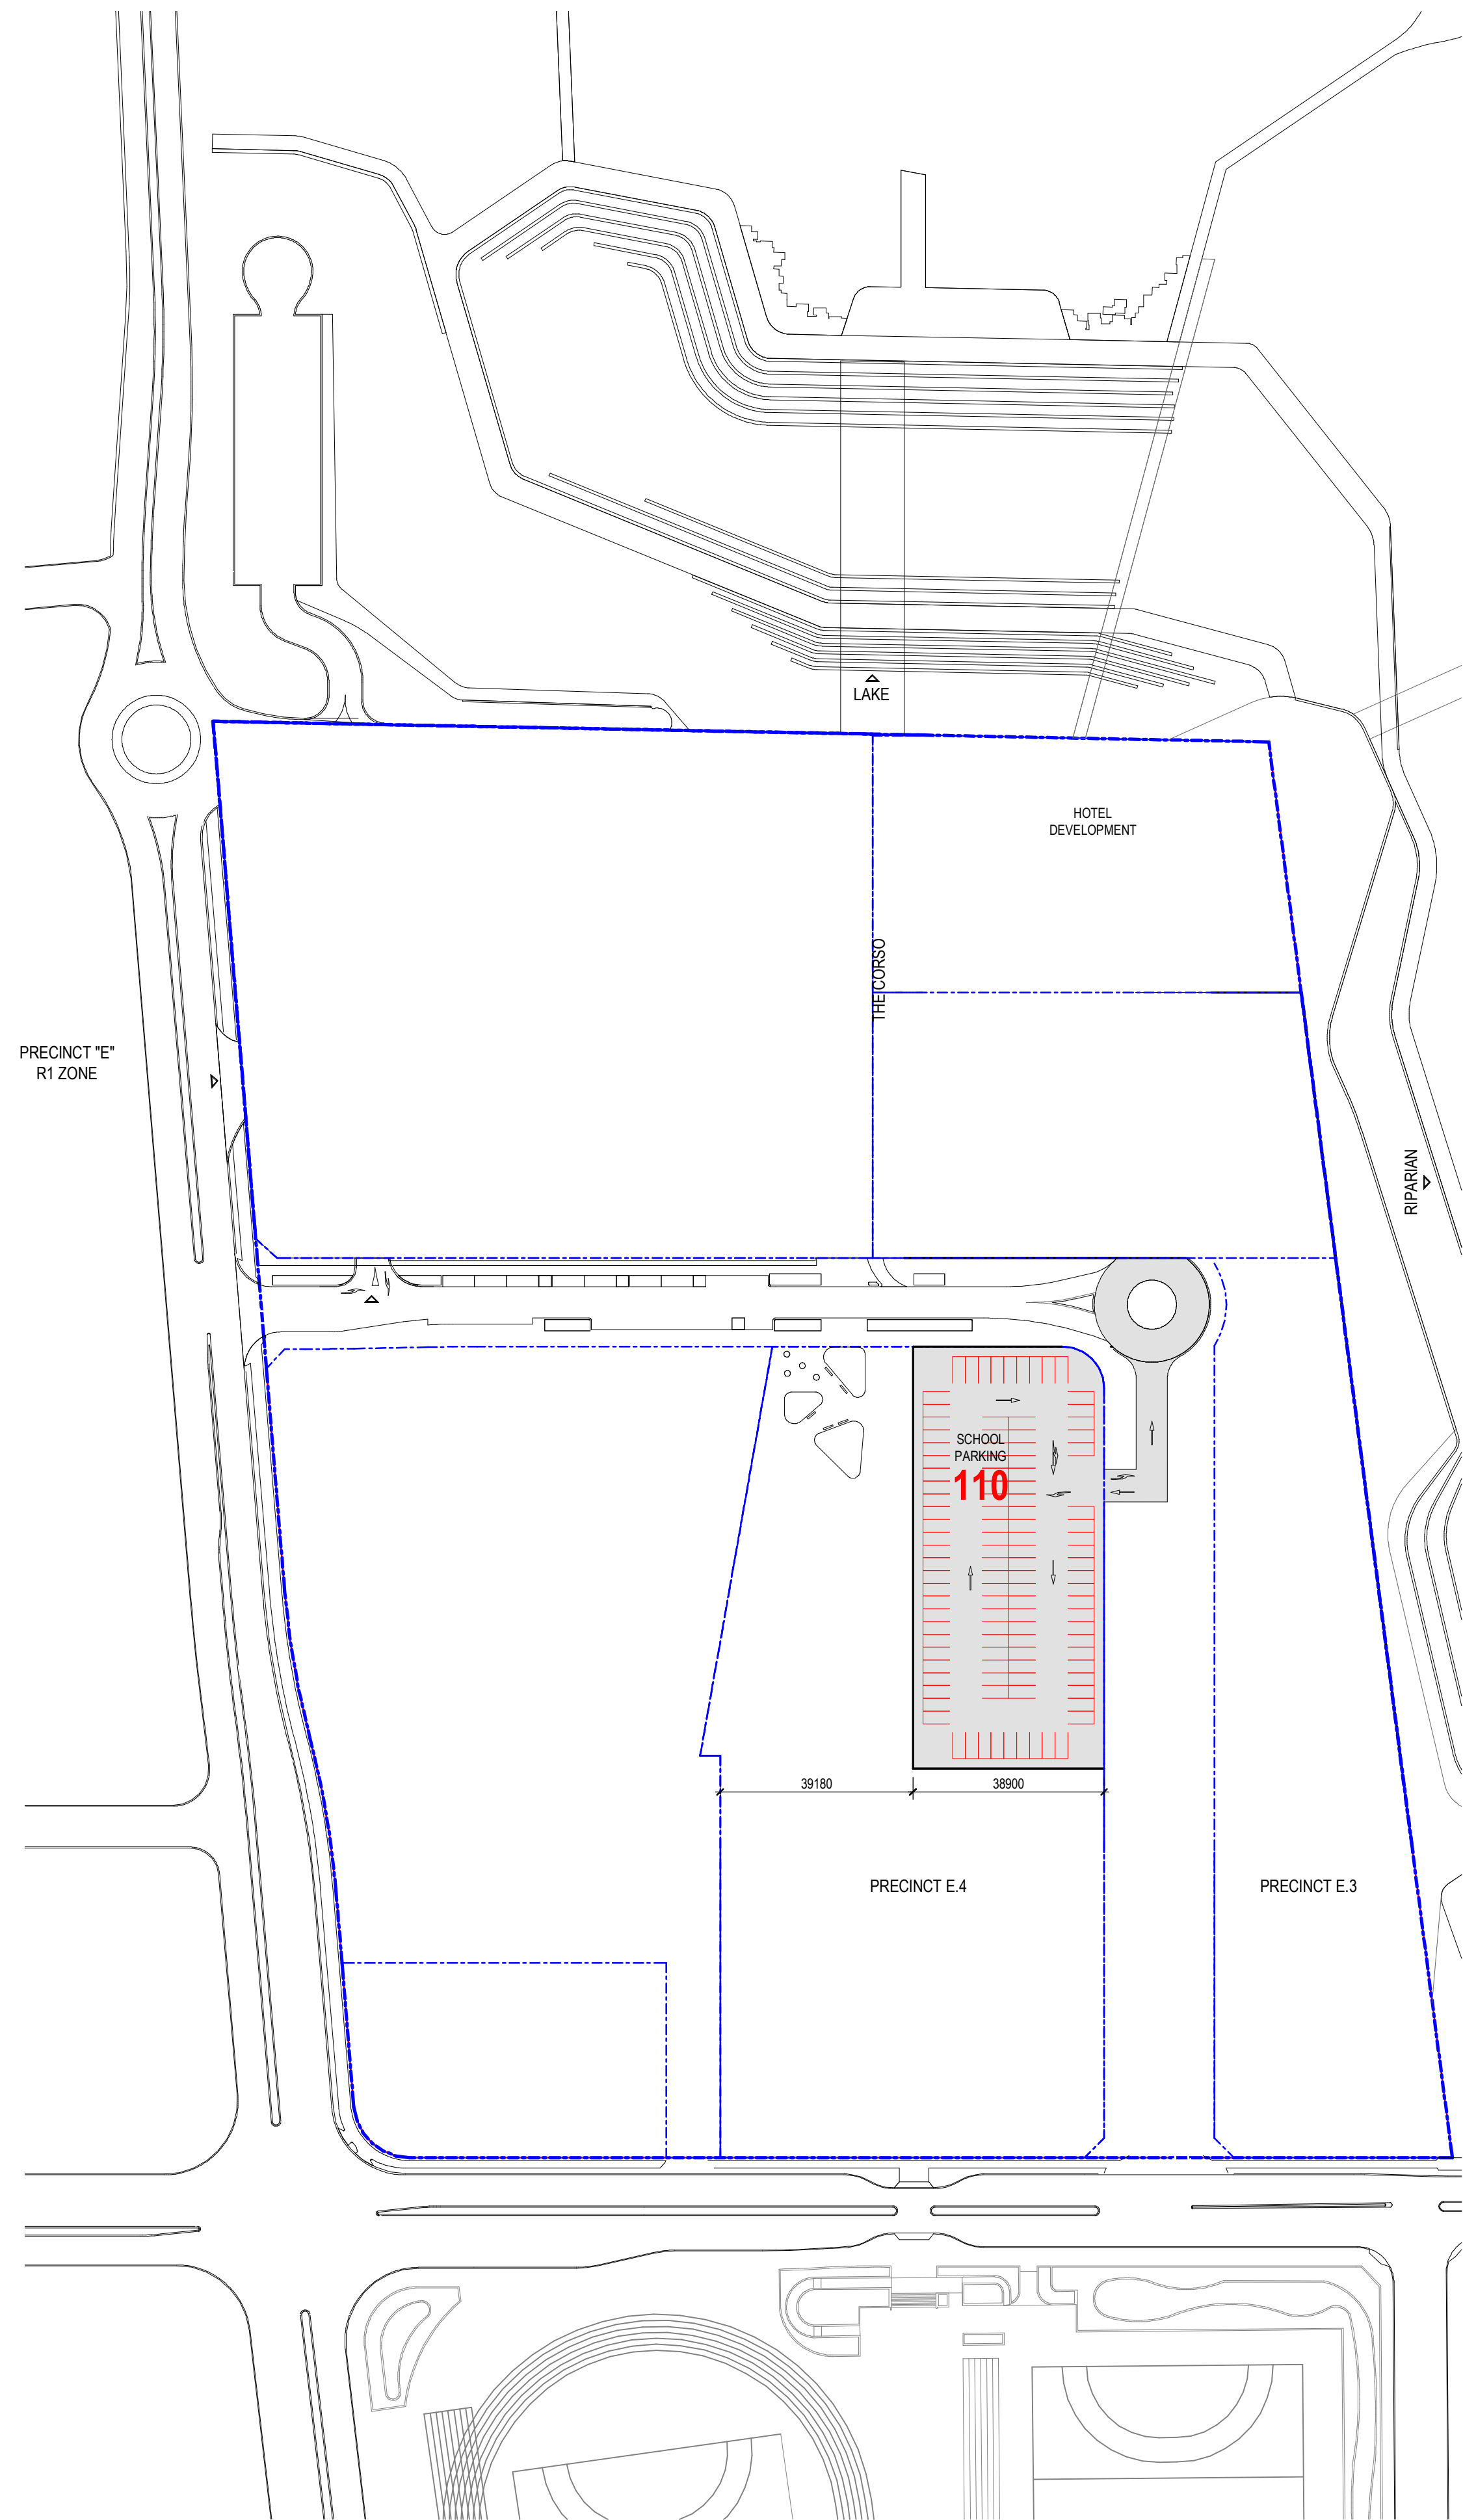 LAKE
HOTEL
DEVELOPMENT
THE CORSO
PRECINCT "E"
R1 ZONE
RIPARIAN
SCHOOL
PARKING
110
39180
38900
PRECINCT E.4
PRECINCT E.3